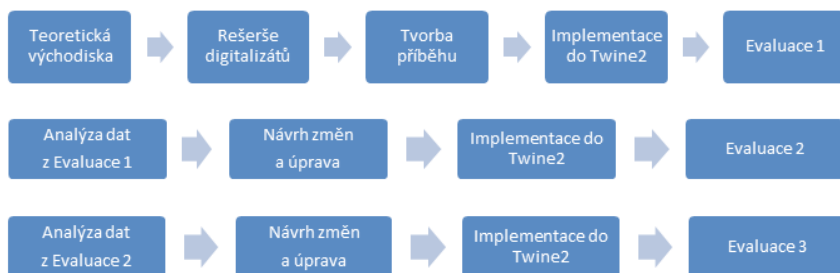 Teoretická
východiska
Rešerše
digitalizátů
Tvorba
příběhu
Implementace
do Twine2
Evaluace 1
Analýza dat
z Evaluace 1
Návrh změn
a úprava
Implementace do
Twine2
Evaluace 2
Analýza dat
z Evaluace 2
Návrh změn
a úprava
Implementace do
Twine2
Evaluace 3